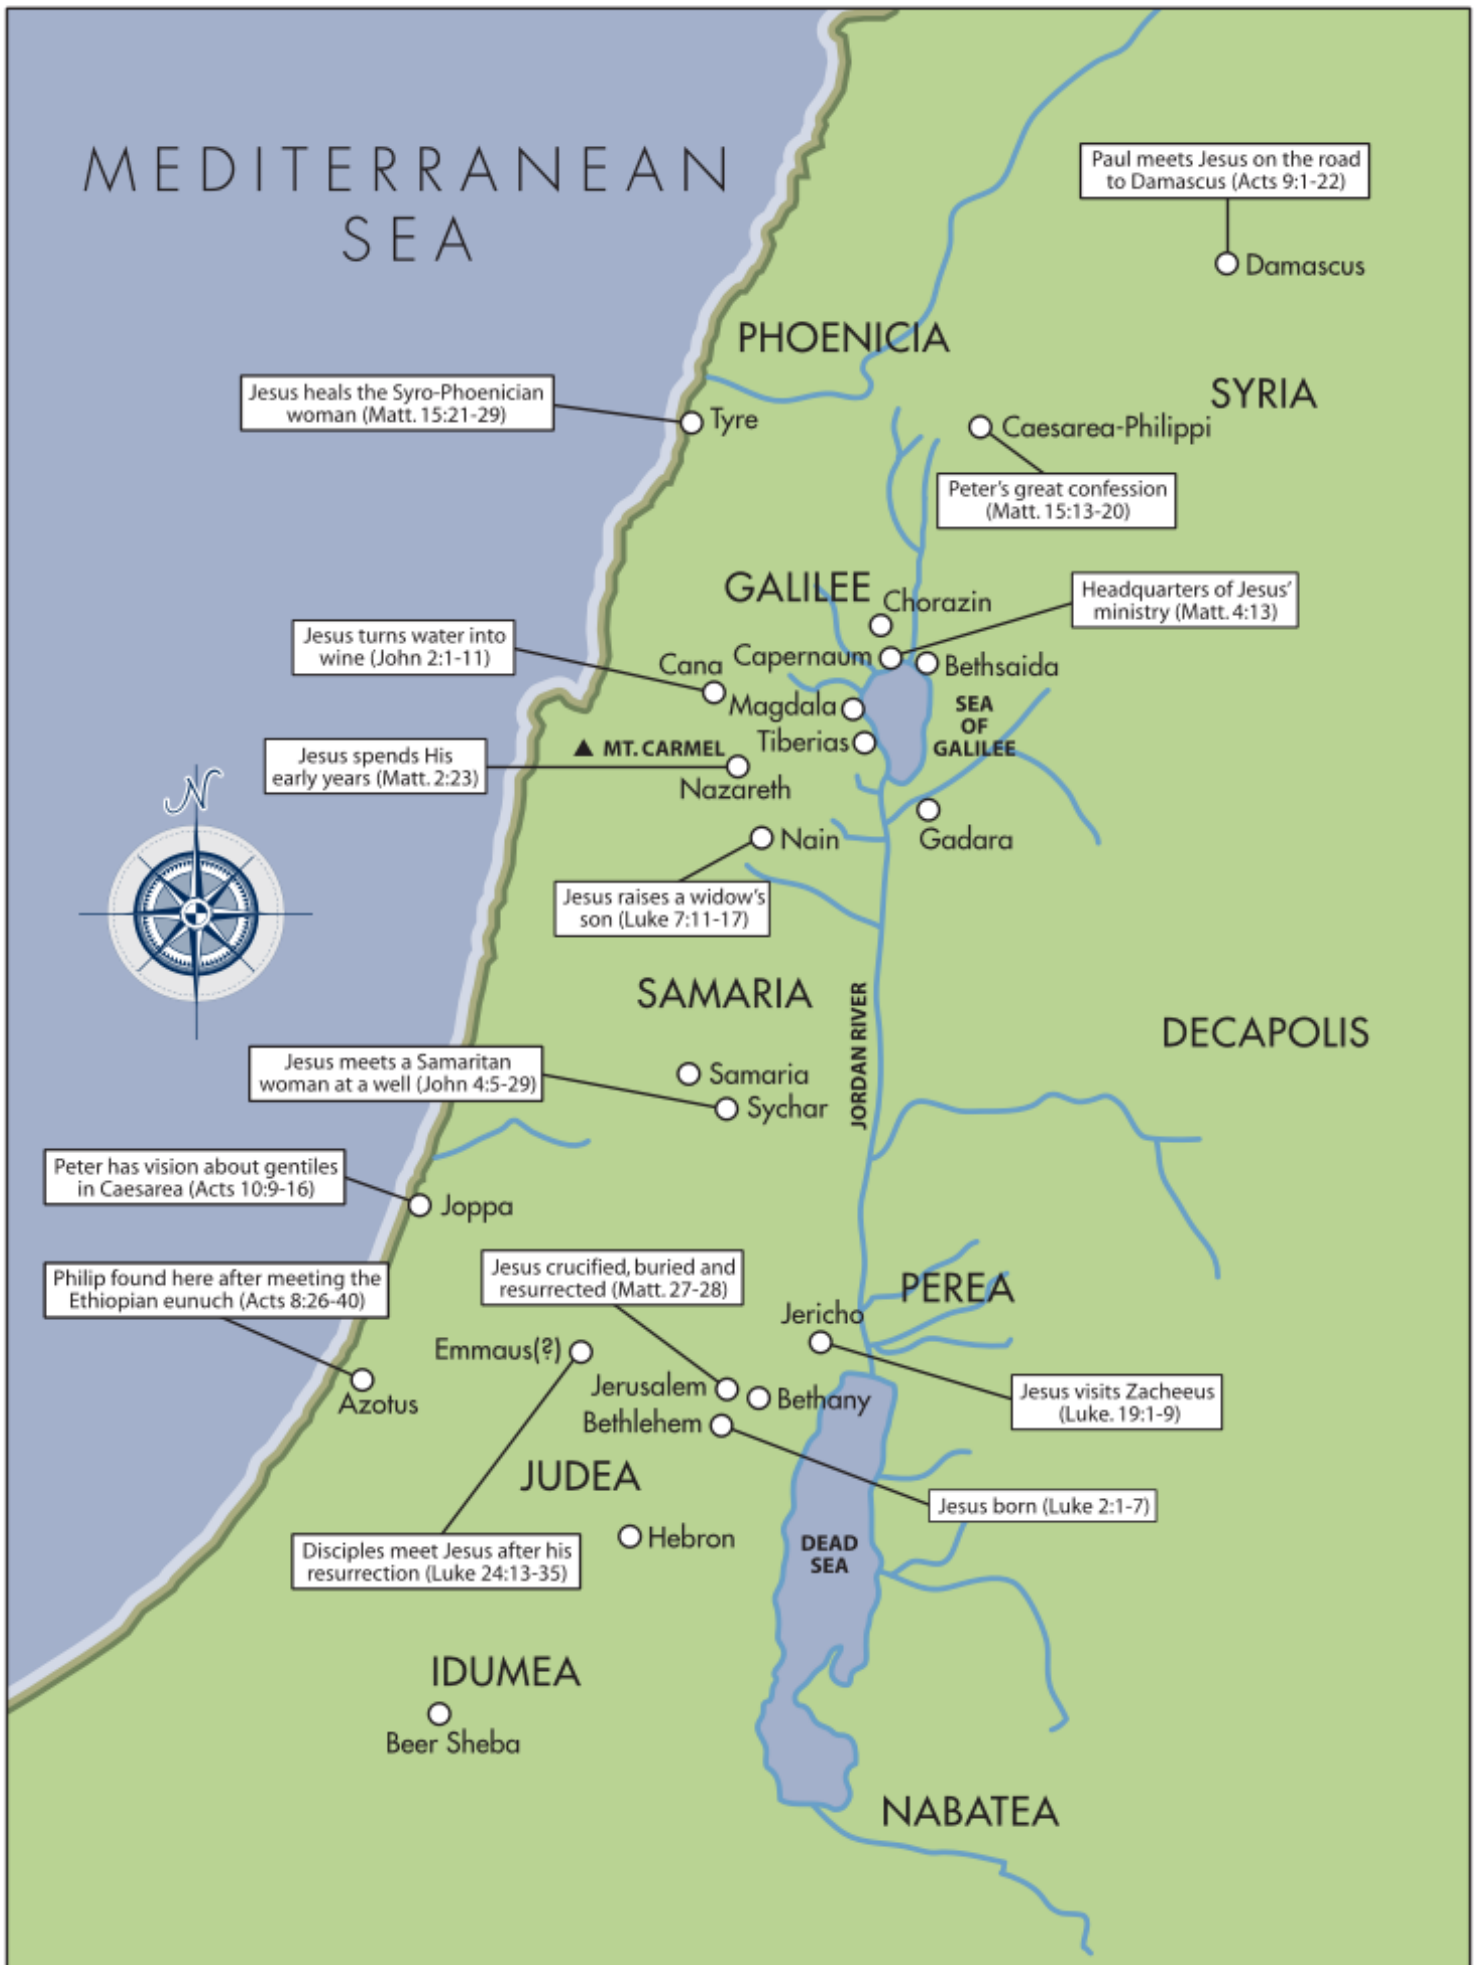 MEDITERRANEAN
SEA
Paul meets Jesus on the road
to Damascus (Acts 9:1-22)
Damascus
PHOENICIA
Jesus heals the Syro-Phoenician
woman (Matt. 15:21-29)
Tyre
SYRIA
Caesarea-Philippi
Peter's great confession
(Matt. 15:13-20)
GALILEE
Chorazin
Headquarters of Jesus'
ministry (Matt. 4:13)
Jesus turns water into
wine (John 2:1-11)
Cana
Capernaum
Bethsaida
Magdala
SEA
OF
GALILEE
Tiberias
MT. CARMEL
Jesus spends His
early years (Matt. 2:23)
Nazareth
N
Nain
Gadara
Jesus raises a widow's
son (Luke 7:11-17)
SAMARIA
JORDAN RIVER
DECAPOLIS
Jesus meets a Samaritan
woman at a well (John 4:5-29)
Samaria
Sychar
Peter has vision about gentiles
in Caesarea (Acts 10:9-16)
Joppa
Philip found here after meeting the
Ethiopian eunuch (Acts 8:26-40)
Jesus crucified, buried and
resurrected (Matt. 27-28)
PEREA
Jericho
Emmaus(?)
Azotus
Jerusalem
Bethany
Jesus visits Zacheeus
(Luke. 19:1-9)
Bethlehem
JUDEA
Jesus born (Luke 2:1-7)
Hebron
DEAD
SEA
Disciples meet Jesus after his
resurrection (Luke 24:13-35)
IDUMEA
Beer Sheba
NABATEA